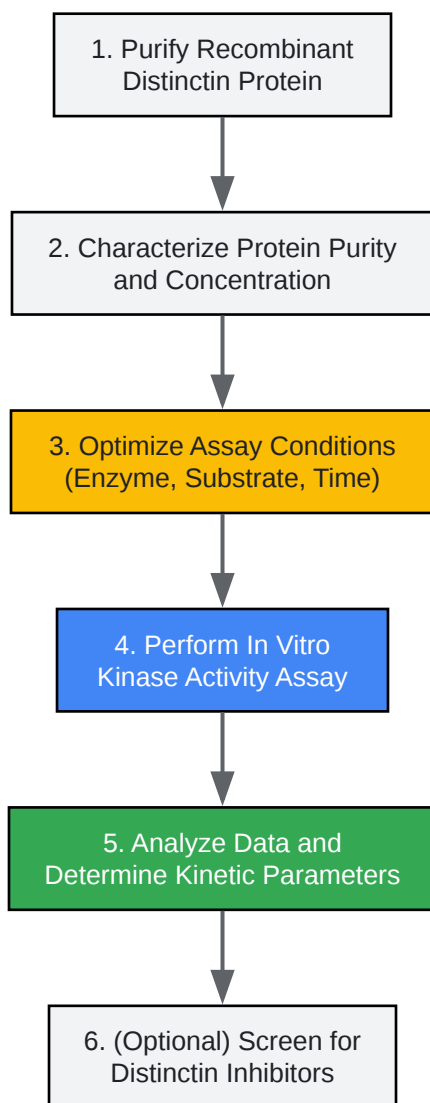 1. Purify Recombinant
Distinctin Protein
2. Characterize Protein Purity
and Concentration
3. Optimize Assay Conditions
(Enzyme, Substrate, Time)
4. Perform In Vitro
Kinase Activity Assay
5. Analyze Data and
Determine Kinetic Parameters
6. (Optional) Screen for
Distinctin Inhibitors